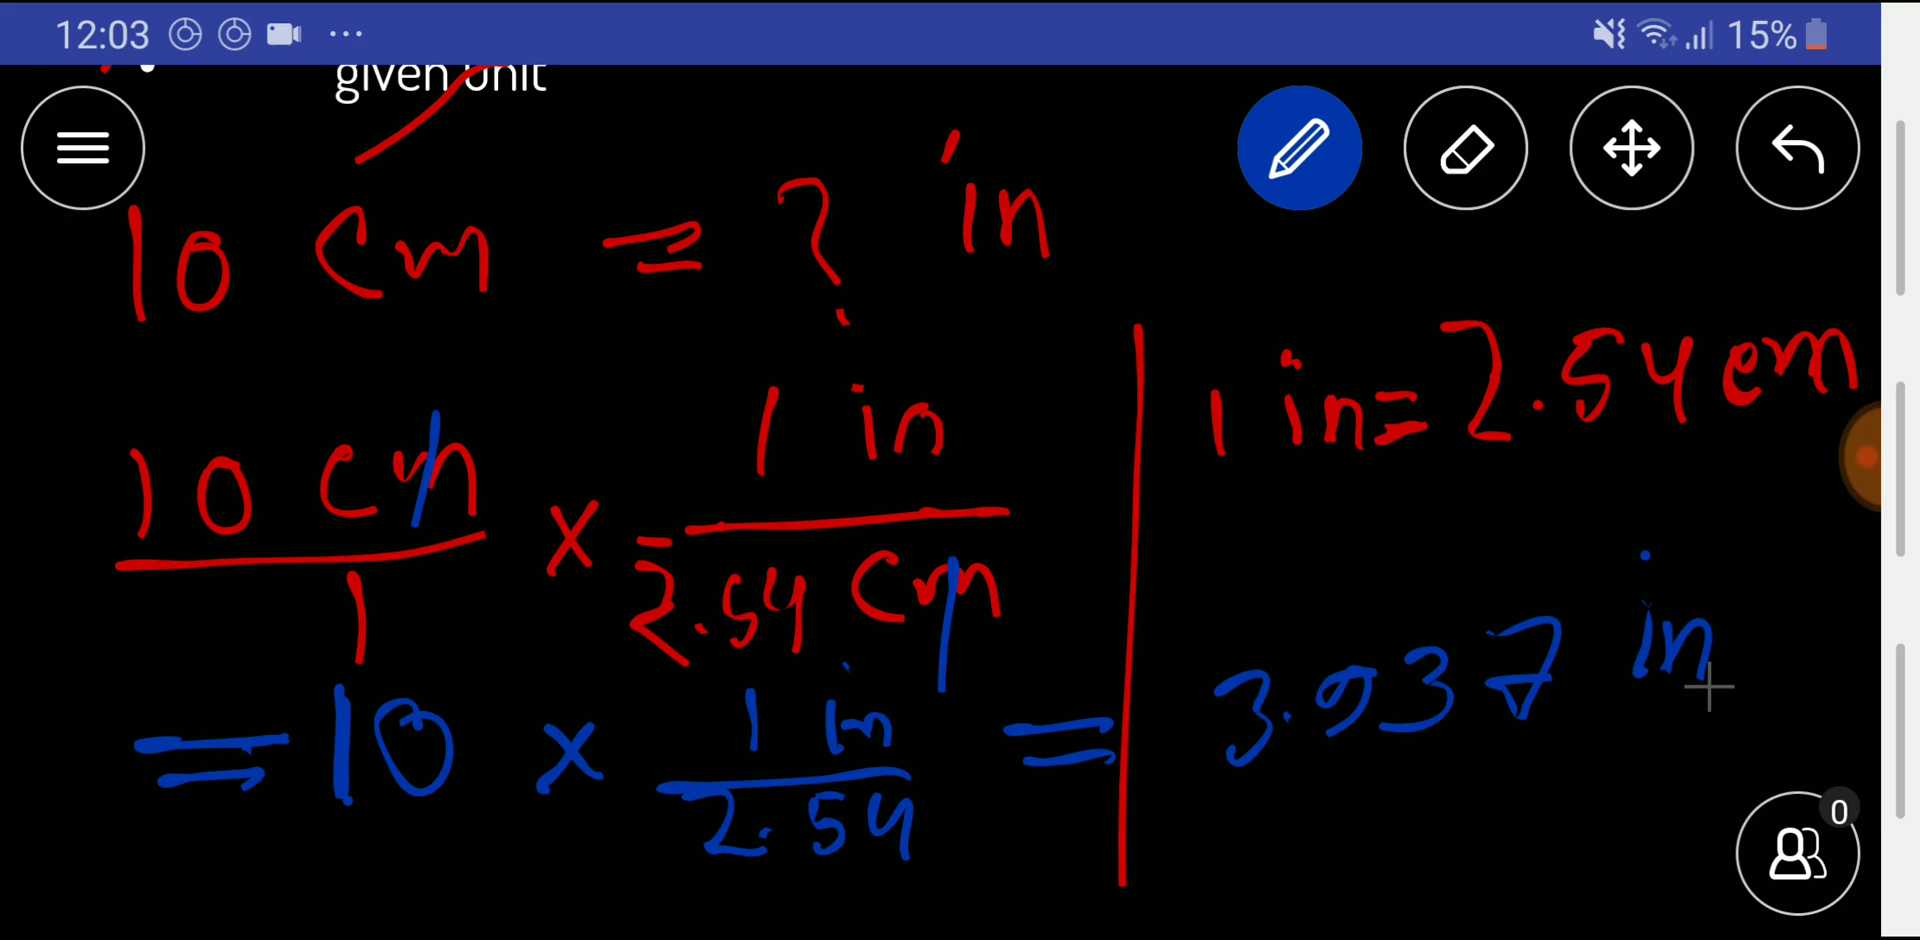 12:03 ... 15%
given unit
10 cm = ? in
1 in = 2.54 cm
10 cm / 1 × = 1 in / 2.54 cm
= 10 × 1 in / 2.54 = 3.937 in
0